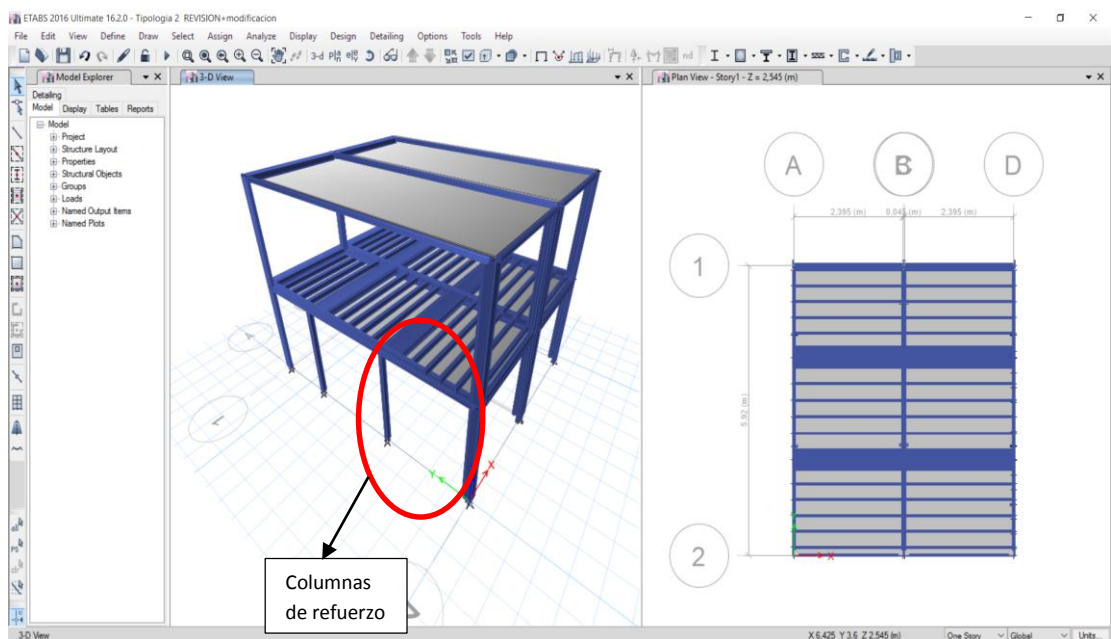 ETABS 2016 Ultimate 16.2.0 - Tipologia 2 REVISION+modificacion
File Edit View Define Draw Select Assign Analyze Display Design Detailing Options Tools Help
3-d
nd
Model Explorer
3-D View
Plan View - Story1 - Z = 2,545 (m)
Detailing
Model Display Tables Reports
Model
Project
Structure Layout
Properties
Structural Objects
Groups
Loads
Named Output Items
Named Plots
A
B
D
2,395 (m)
2,395 (m)
1
5,92 (m)
2
X
Y
X
Columnas
de refuerzo
3-D View
X 6.425 Y 3.6 Z 2.545 (m)
One Story
Global
Units...